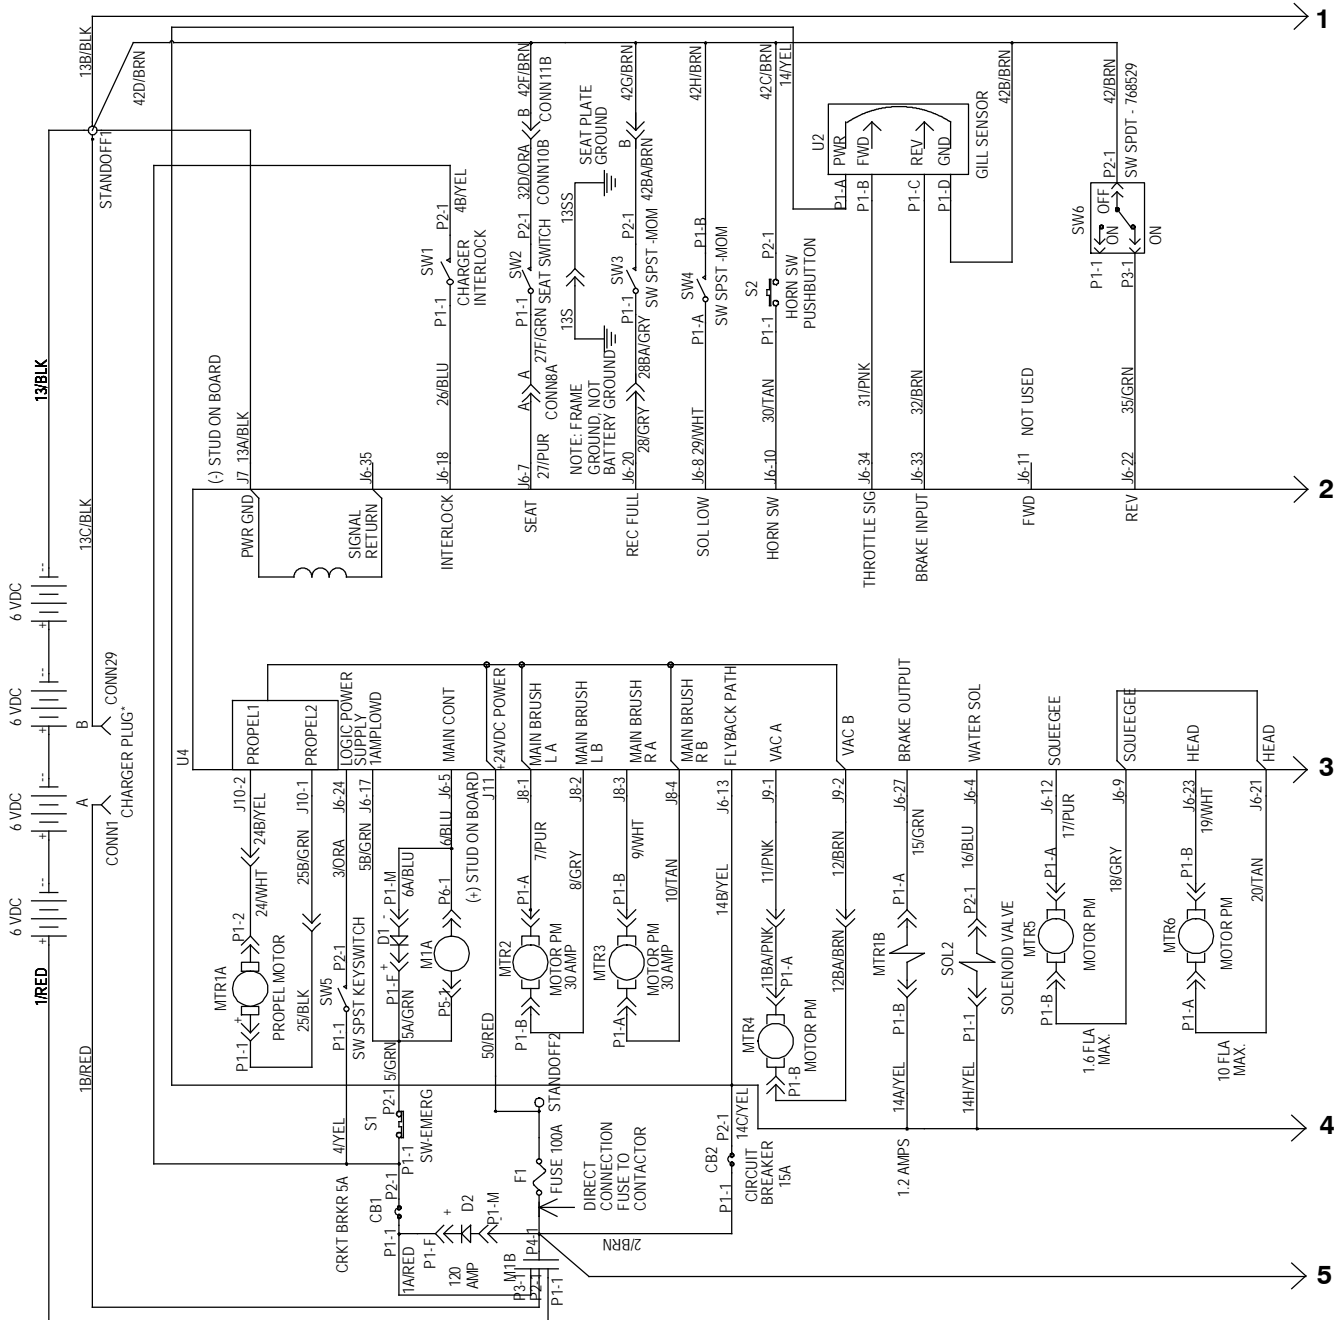 1
13B/BLK
42D/BRN
STANDOFF1
13/BLK
13C/BLK
42F/BRN
B
CONN11B
32D/ORA
CONN10B
P2-1
SW2
SEAT SWITCH
P1-1
27F/GRN
A
A
CONN8A
27/PUR
J6-7
SEAT
SEAT PLATE
GROUND
13SS
13S
NOTE: FRAME
GROUND, NOT
BATTERY GROUND
42G/BRN
B
42BA/BRN
P2-1
SW3
SW SPST -MOM
P1-1
28BA/GRY
28/GRY
J6-20
REC FULL
42H/BRN
P1-B
SW4
SW SPST -MOM
P1-A
29/WHT
J6-8
SOL LOW
42C/BRN
14/YEL
P2-1
S2
HORN SW
PUSHBUTTON
P1-1
30/TAN
J6-10
HORN SW
U2
PWR
FWD
REV
GND
GILL SENSOR
P1-A
P1-B
P1-C
P1-D
42B/BRN
31/PNK
J6-34
THROTTLE SIG
32/BRN
J6-33
BRAKE INPUT
NOT USED
J6-11
FWD
42/BRN
SW SPDT - 768529
P2-1
SW6
OFF
ON
ON
P1-1
P3-1
35/GRN
J6-22
REV
4B/YEL
P2-1
SW1
CHARGER
INTERLOCK
P1-1
26/BLU
J6-18
INTERLOCK
(-) STUD ON BOARD
J7
13A/BLK
PWR GND
J6-35
SIGNAL
RETURN
2
6 VDC
--
+
6 VDC
--
+
6 VDC
--
+
6 VDC
--
+
B
CONN29
CHARGER PLUG*
A
CONN1
1/RED
1B/RED
U4
PROPEL1
PROPEL2
LOGIC POWER
SUPPLY
1AMPLOWD
MAIN CONT
+24VDC POWER
MAIN BRUSH
L A
MAIN BRUSH
L B
MAIN BRUSH
R A
MAIN BRUSH
R B
FLYBACK PATH
VAC A
VAC B
BRAKE OUTPUT
WATER SOL
SQUEEGEE
SQUEEGEE
HEAD
HEAD
3
J10-2
24B/YEL
24/WHT
P1-2
MTR1A
PROPEL MOTOR
+
P1-1
J10-1
25B/GRN
25/BLK
J6-24
3/ORA
P2-1
SW5
SW SPST KEYSWITCH
P1-1
4/YEL
J6-17
5B/GRN
P1-M
6A/BLU
D1
-
+
P1-F
5A/GRN
5/GRN
J6-5
6/BLU
P6-1
M1A
P5-1
J11
(+) STUD ON BOARD
50/RED
J8-1
7/PUR
P1-A
MTR2
MOTOR PM
30 AMP
P1-B
J8-2
8/GRY
J8-3
9/WHT
P1-B
MTR3
MOTOR PM
30 AMP
P1-A
J8-4
10/TAN
J6-13
14B/YEL
J9-1
11/PNK
11BA/PNK
P1-A
MTR4
MOTOR PM
P1-B
J9-2
12/BRN
12BA/BRN
J6-27
15/GRN
P1-A
MTR1B
P1-B
14A/YEL
1.2 AMPS
J6-4
16/BLU
P2-1
SOL2
SOLENOID VALVE
P1-1
14H/YEL
J6-12
17/PUR
P1-A
MTR5
MOTOR PM
P1-B
1.6 FLA
MAX.
J6-9
18/GRY
J6-23
19/WHT
P1-B
MTR6
MOTOR PM
P1-A
10 FLA
MAX.
J6-21
20/TAN
STANDOFF2
P2-1
S1
SW-EMERG
P1-1
P2-1
CB1
CRKT BRKR 5A
P1-1
1A/RED
P1-F
+
D2
-
P1-M
120
AMP
F1
FUSE 100A
DIRECT
CONNECTION
FUSE TO
CONTACTOR
14C/YEL
P2-1
CB2
CIRCUIT
BREAKER
15A
P1-1
2/BRN
P4-1
M1B
P3-1
P2-1
P1-1
4
5